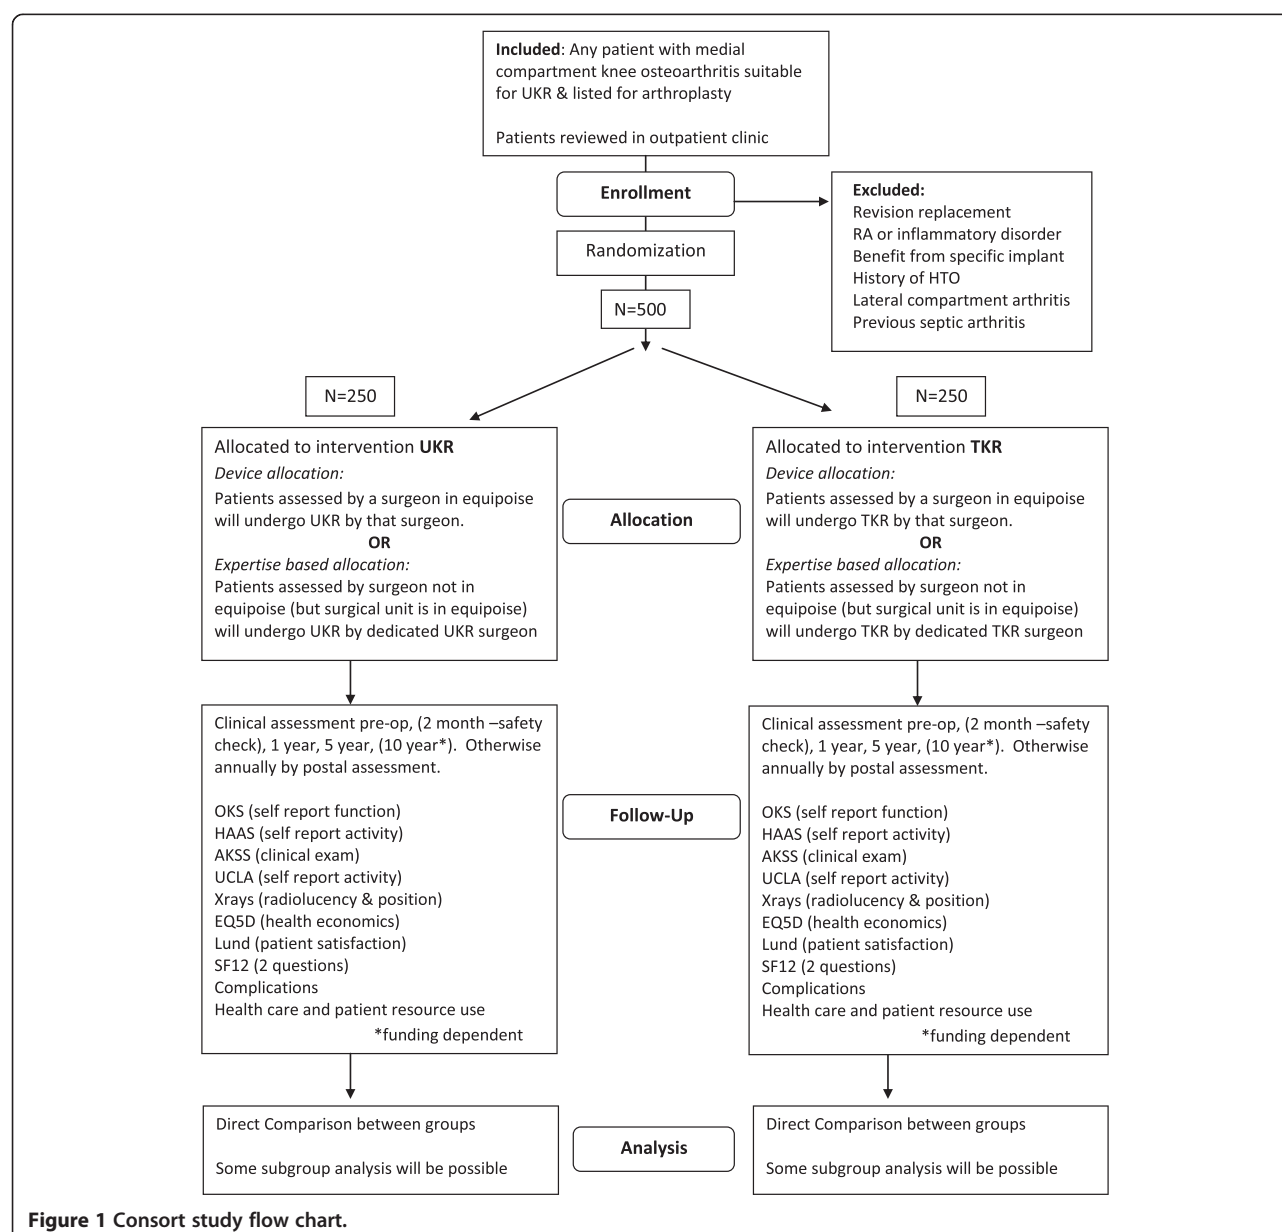 Included: Any patient with medial
compartment knee osteoarthritis suitable
for UKR & listed for arthroplasty
Patients reviewed in outpatient clinic
Enrollment
Excluded:
Revision replacement
RA or inflammatory disorder
Benefit from specific implant
History of HTO
Lateral compartment arthritis
Previous septic arthritis
Randomization
N=500
N=250
N=250
Allocated to intervention UKR
Device allocation:
Patients assessed by a surgeon in equipoise
will undergo UKR by that surgeon.
OR
Expertise based allocation:
Patients assessed by surgeon not in
equipoise (but surgical unit is in equipoise)
will undergo UKR by dedicated UKR surgeon
Allocation
Allocated to intervention TKR
Device allocation:
Patients assessed by a surgeon in equipoise
will undergo TKR by that surgeon.
OR
Expertise based allocation:
Patients assessed by surgeon not in
equipoise (but surgical unit is in equipoise)
will undergo TKR by dedicated TKR surgeon
Clinical assessment pre-op, (2 month –safety
check), 1 year, 5 year, (10 year*). Otherwise
annually by postal assessment.
OKS (self report function)
HAAS (self report activity)
AKSS (clinical exam)
UCLA (self report activity)
Xrays (radiolucency & position)
EQ5D (health economics)
Lund (patient satisfaction)
SF12 (2 questions)
Complications
Health care and patient resource use
*funding dependent
Follow-Up
Clinical assessment pre-op, (2 month –safety
check), 1 year, 5 year, (10 year*). Otherwise
annually by postal assessment.
OKS (self report function)
HAAS (self report activity)
AKSS (clinical exam)
UCLA (self report activity)
Xrays (radiolucency & position)
EQ5D (health economics)
Lund (patient satisfaction)
SF12 (2 questions)
Complications
Health care and patient resource use
*funding dependent
Direct Comparison between groups
Some subgroup analysis will be possible
Analysis
Direct Comparison between groups
Some subgroup analysis will be possible
Figure 1 Consort study flow chart.